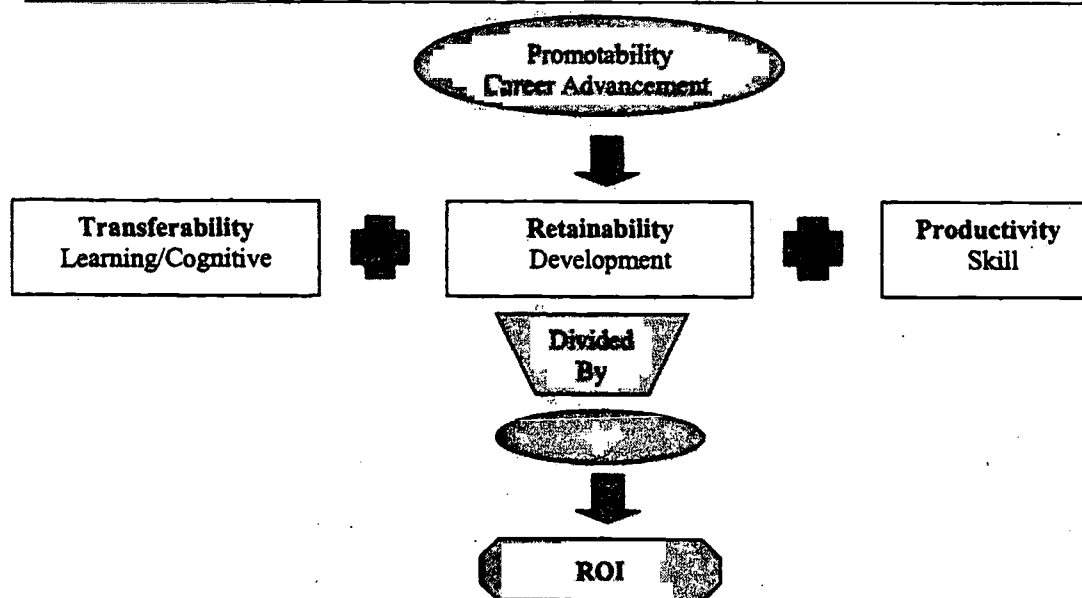 Promotability
Career Advancement
Transferability
Learning/Cognitive
Retainability
Development
Productivity
Skill
Divided
By
ROI